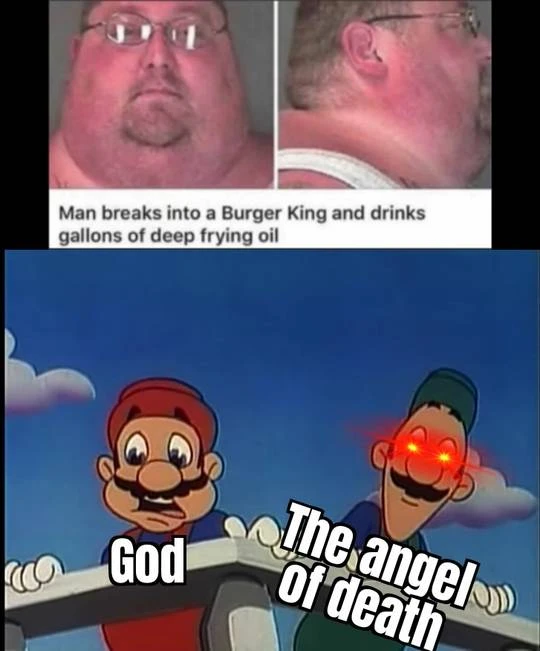 Man breaks into a Burger King and drinks
gallons of deep frying oil
God
The angel
of death